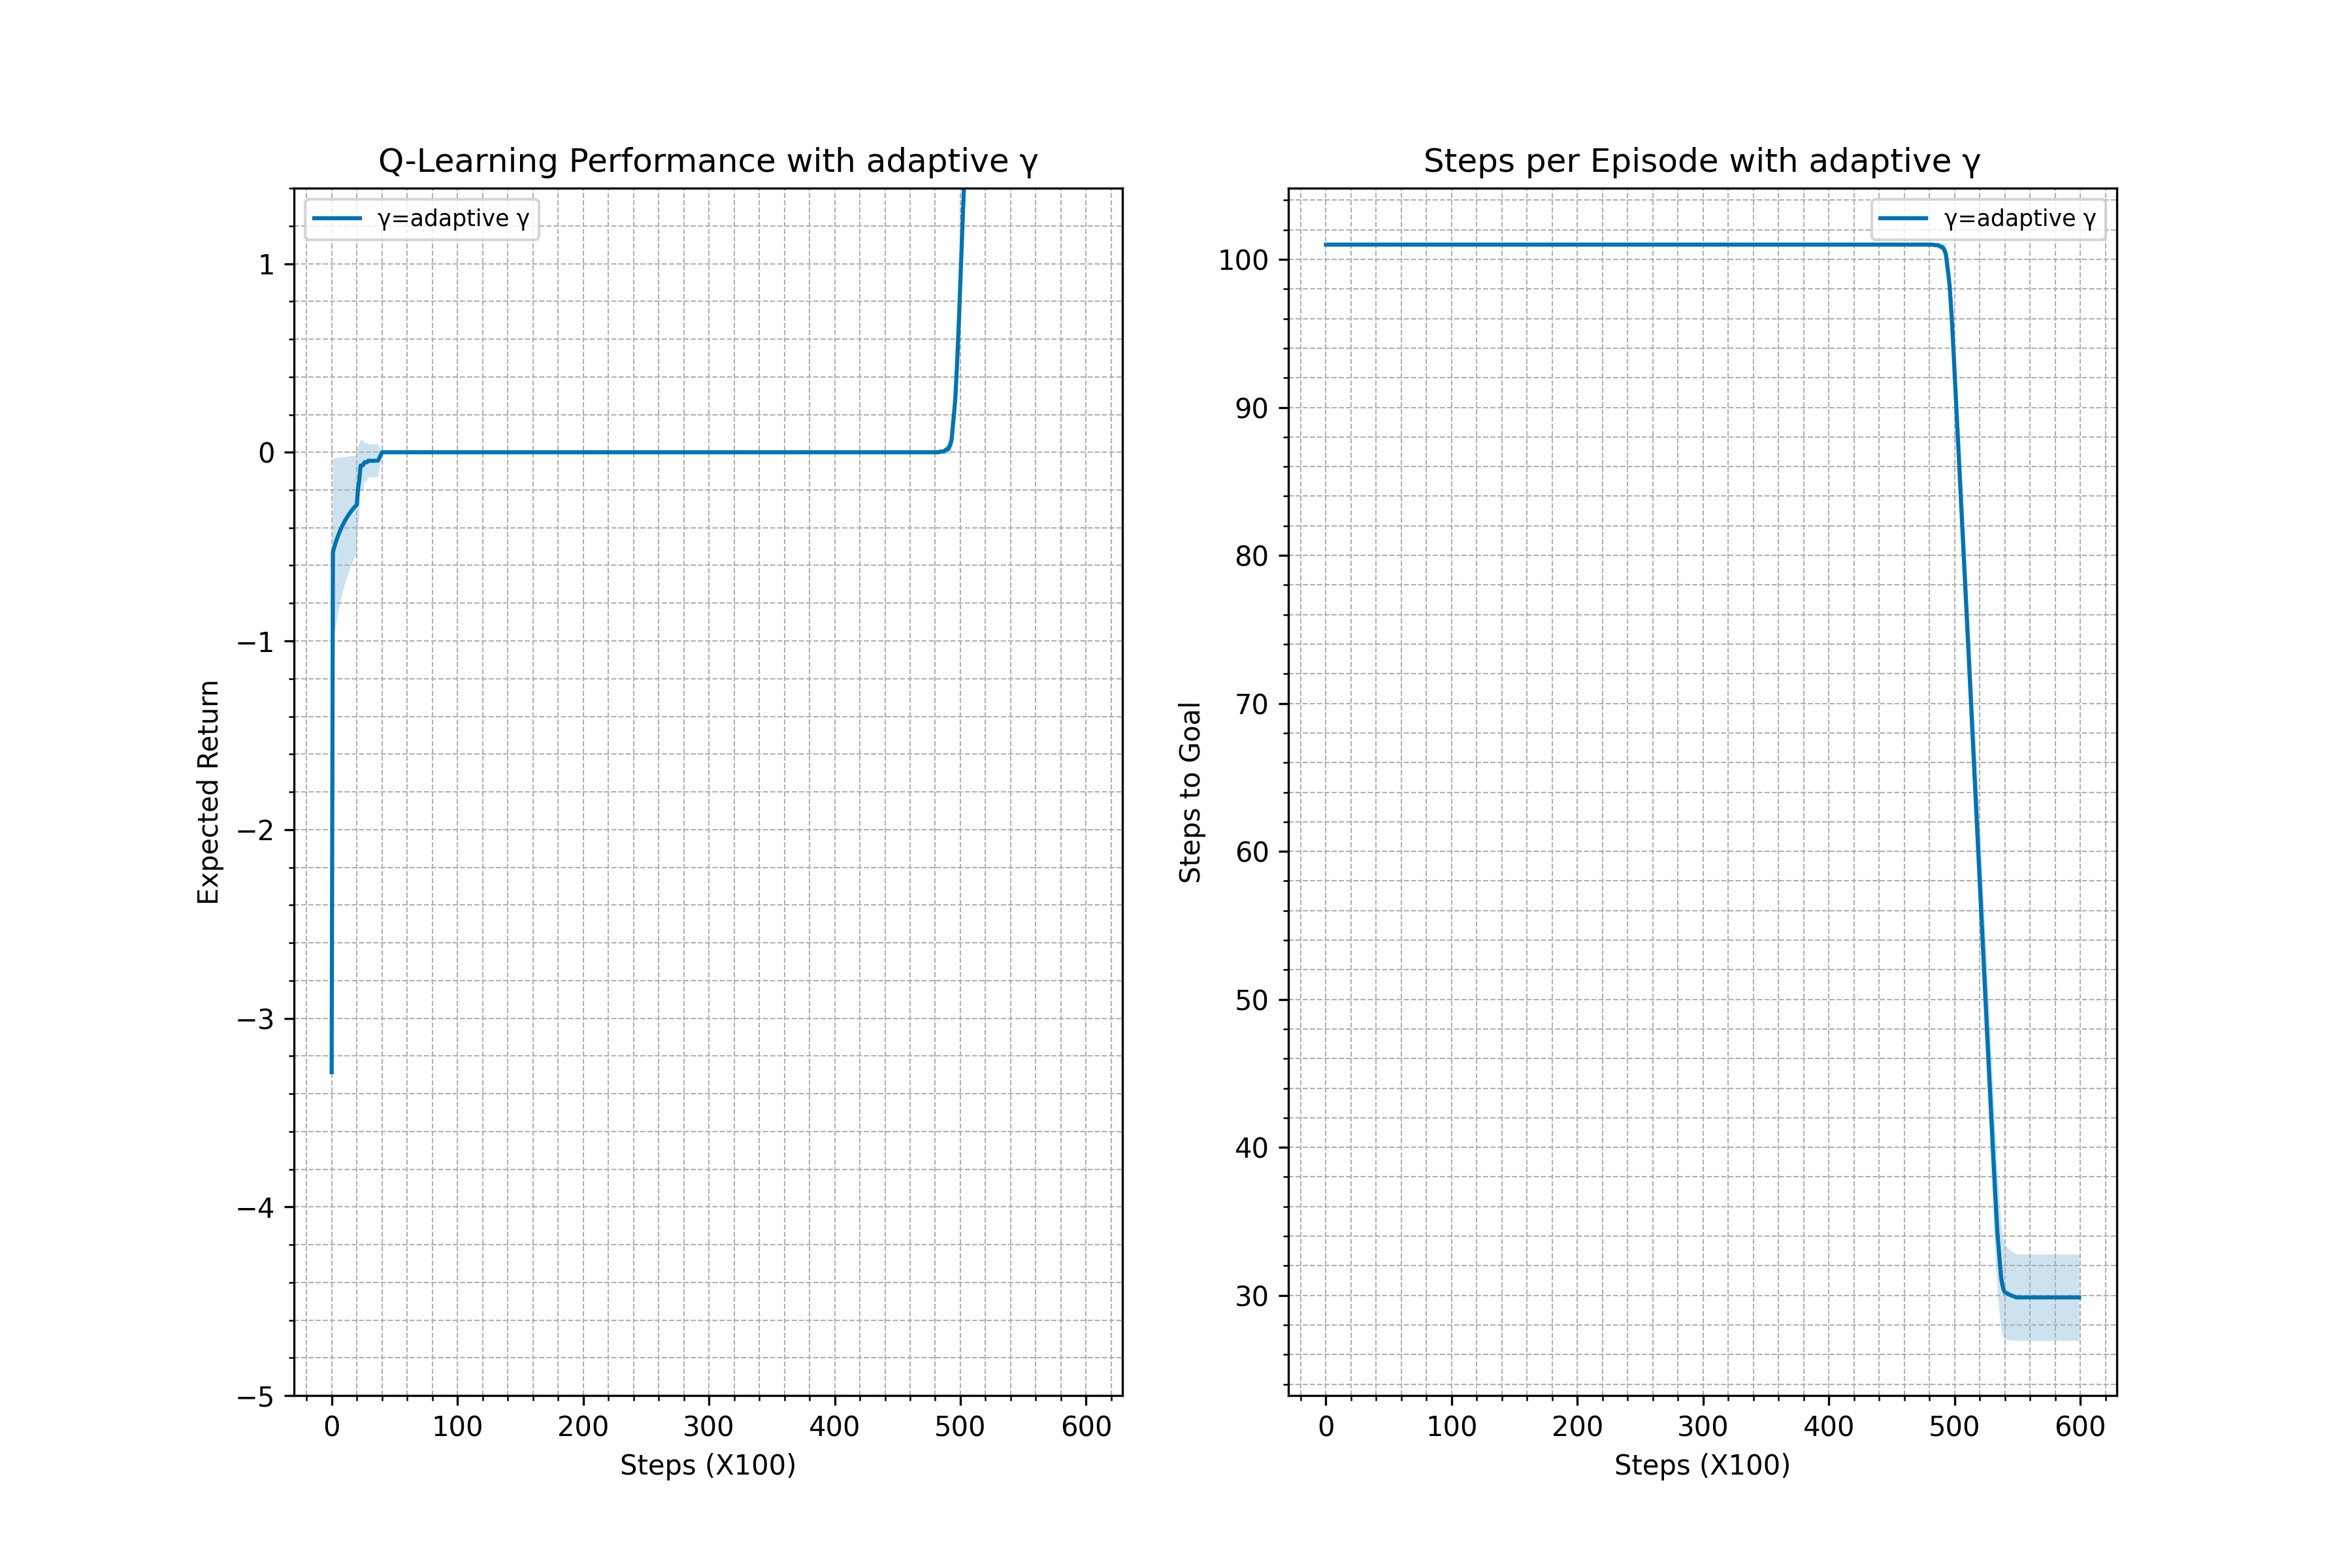 Q-Learning Performance with adaptive γ
γ=adaptive γ
Expected Return
1
0
−1
−2
−3
−4
−5
0 100 200 300 400 500 600
Steps (X100)
Steps per Episode with adaptive γ
γ=adaptive γ
Steps to Goal
100
90
80
70
60
50
40
30
0 100 200 300 400 500 600
Steps (X100)